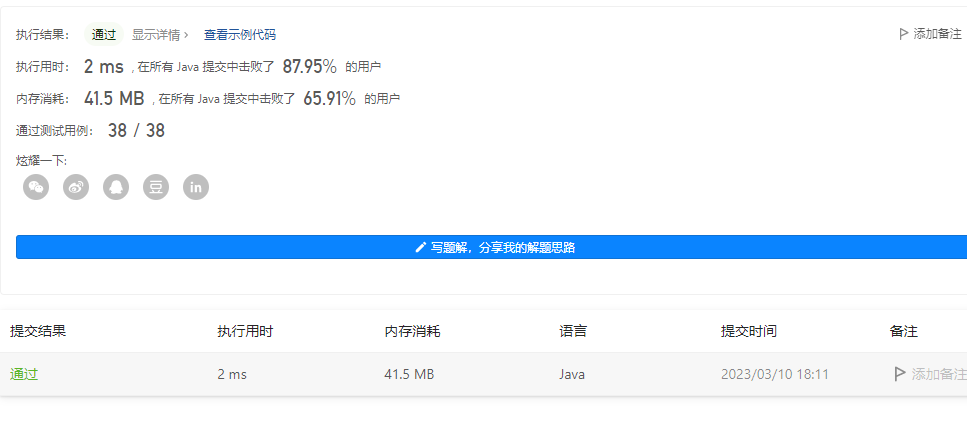 执行结果： 通过 显示详情 › 查看示例代码 添加备注
执行用时： 2 ms , 在所有 Java 提交中击败了 87.95% 的用户
内存消耗： 41.5 MB , 在所有 Java 提交中击败了 65.91% 的用户
通过测试用例： 38 / 38
炫耀一下:
豆 in
写题解，分享我的解题思路
提交结果 执行用时 内存消耗 语言 提交时间 备注
通过 2 ms 41.5 MB Java 2023/03/10 18:11 添加备注